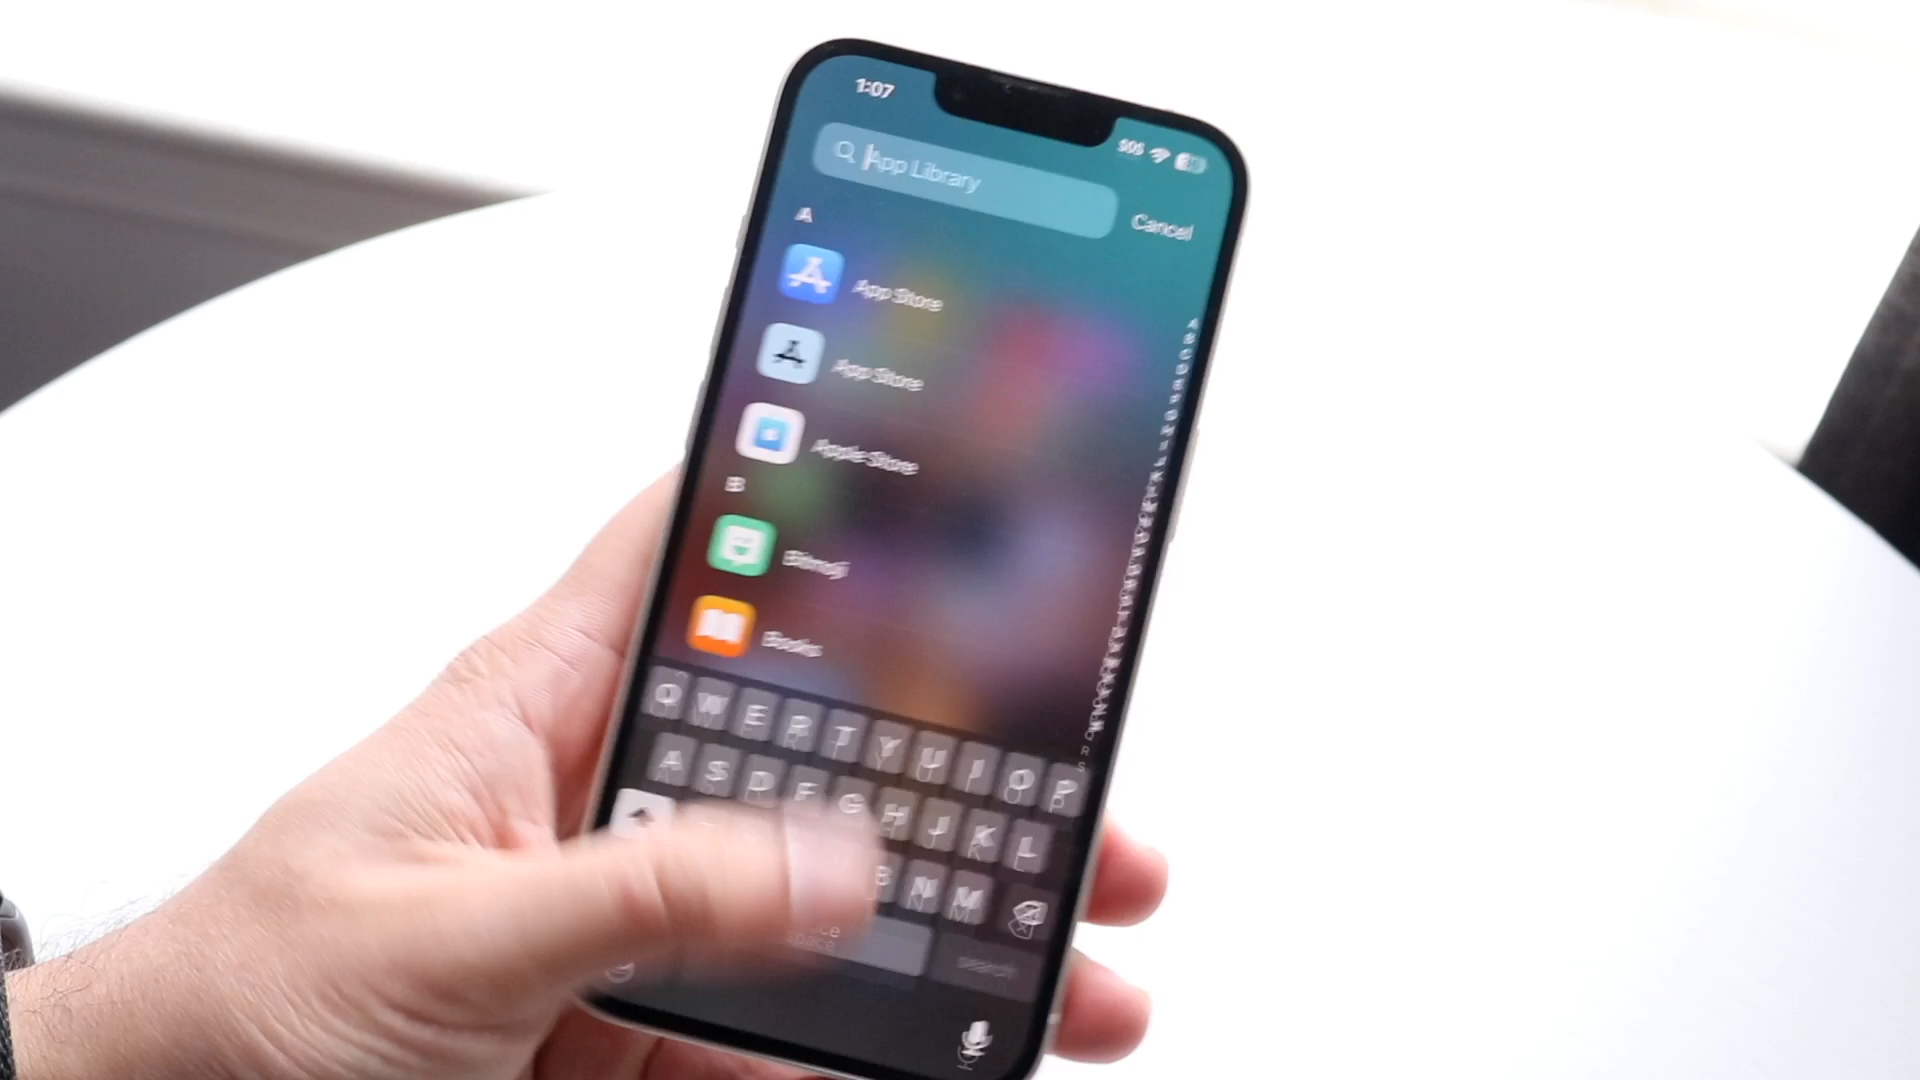 1:07
SOS
App Library
Cancel
A
App Store
App Store
Apple Store
B
Bitmoji
Books
Q W E R T Y U I O P
A S D F G H J K L
B N M
space
search